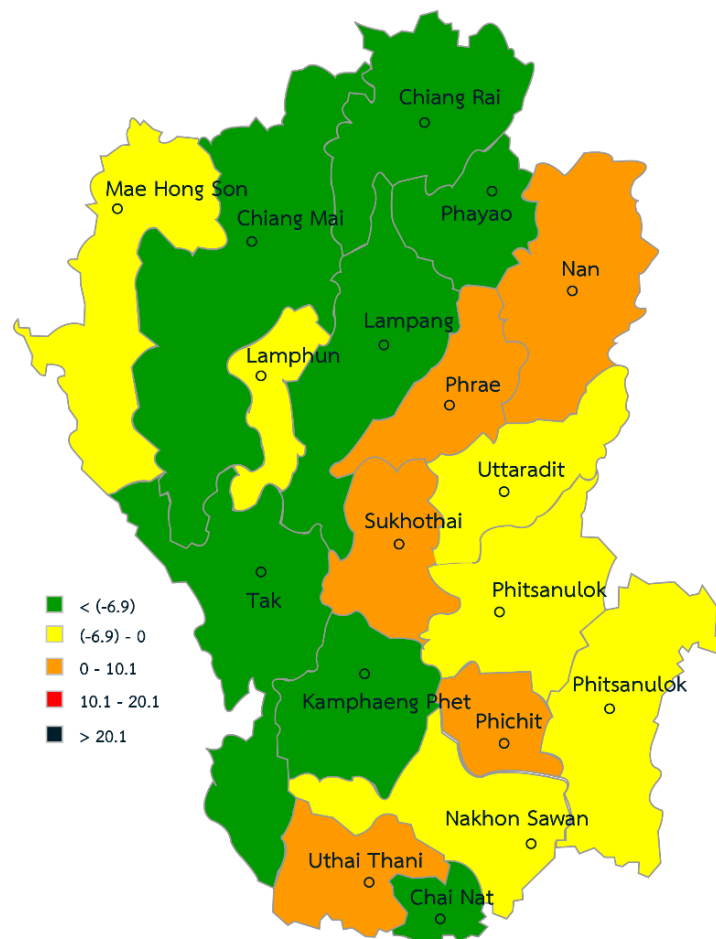 Chiang Rai
Mae Hong Son
Phayao
Chiang Mai
Nan
Lampang
Lamphun
Phrae
Uttaradit
Sukhothai
Phitsanulok
Tak
< (-6.9)
(-6.9) - 0
0 - 10.1
10.1 - 20.1
> 20.1
Phitsanulok
Kamphaeng Phet
Phichit
Nakhon Sawan
Uthai Thani
Chai Nat